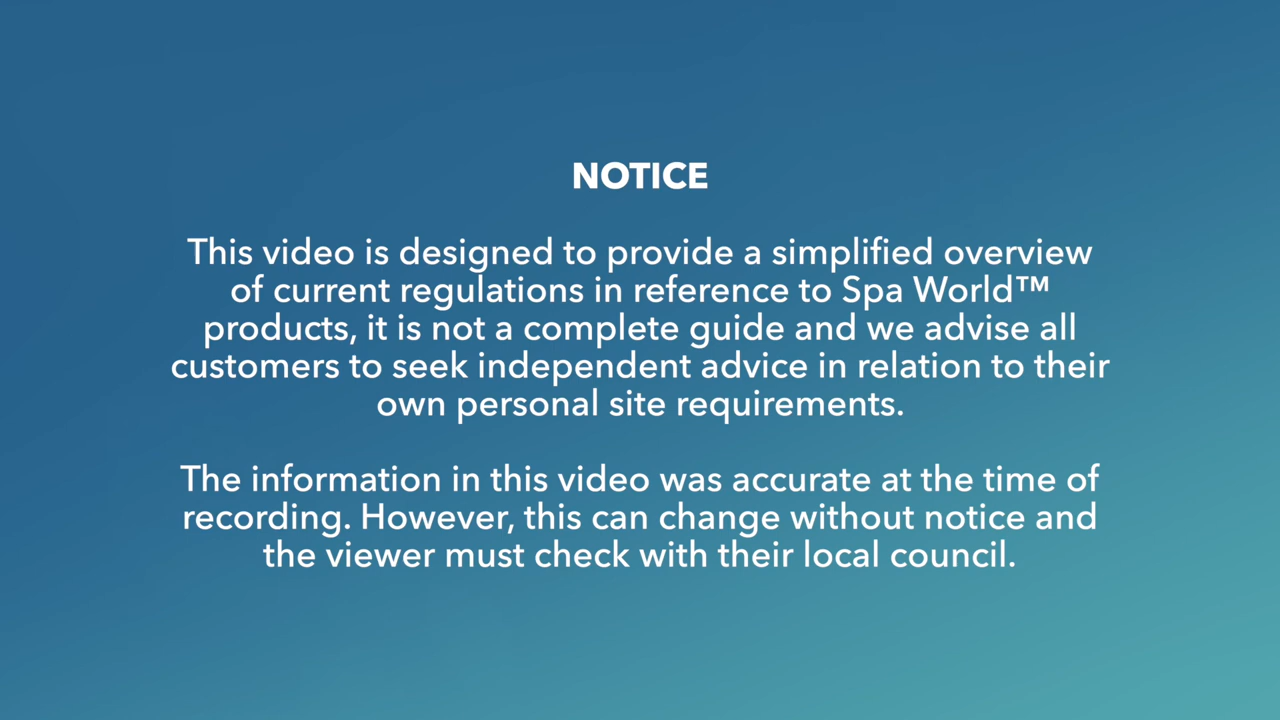 NOTICE
This video is designed to provide a simplified overview
of current regulations in reference to Spa World™
products, it is not a complete guide and we advise all
customers to seek independent advice in relation to their
own personal site requirements.
The information in this video was accurate at the time of
recording. However, this can change without notice and
the viewer must check with their local council.